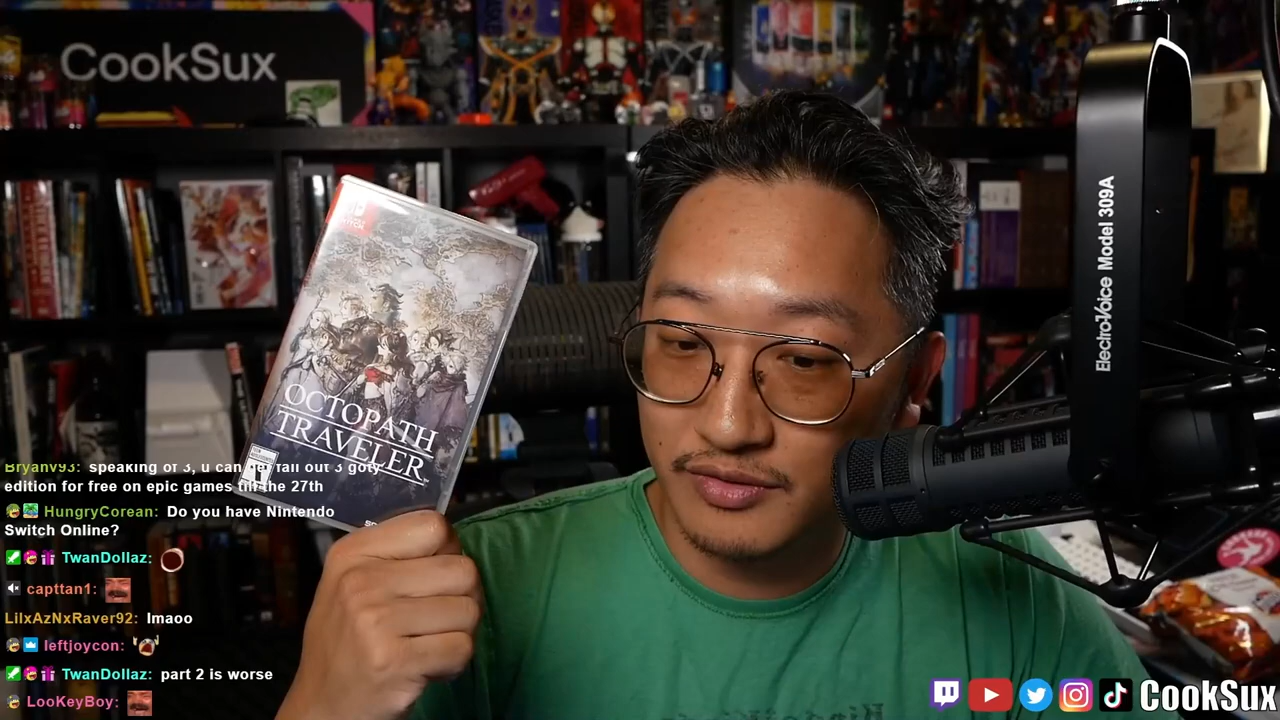 CookSux
OCTOPATH
TRAVELER
ElectroVoice Model 309A
Bryanv93: speaking of 3, u can get fall out 3 goty
edition for free on epic games till the 27th
HungryCorean: Do you have Nintendo
Switch Online?
TwanDollaz:
capttan1:
LilxAzNxRaver92: lmaoo
leftjoycon:
TwanDollaz: part 2 is worse
LooKeyBoy:
CookSux